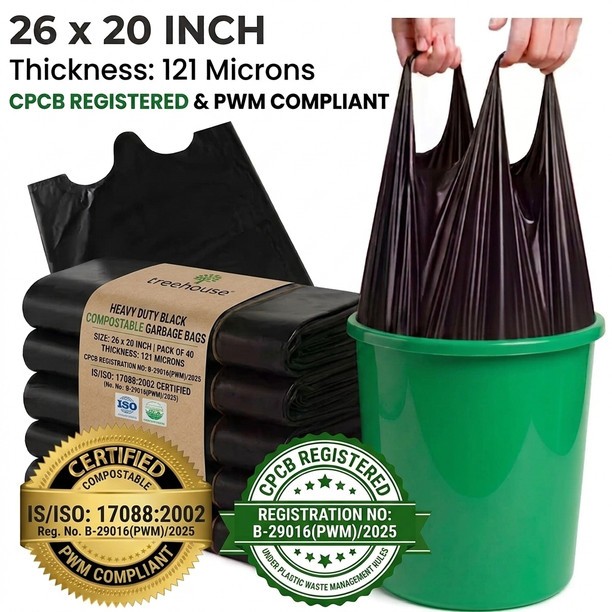 26 x 20 INCH
Thickness: 121 Microns
CPCB REGISTERED & PWM COMPLIANT
treehouse
HEAVY DUTY BLACK
COMPOSTABLE GARBAGE BAGS
SIZE: 26 x 20 INCH | PACK OF 40
THICKNESS: 121 MICRONS
CPCB REGISTRATION NO: B-29016(PWM)/2025
IS/ISO: 17088:2002 CERTIFIED
(No. No: B-29016(PWM)/2025)
ISO
CERTIFIED
COMPOSTABLE
IS/ISO: 17088:2002
Reg. No. B-29016(PWM)/2025
PWM COMPLIANT
CPCB REGISTERED
REGISTRATION NO:
B-29016(PWM)/2025
UNDER PLASTIC WASTE MANAGEMENT RULES